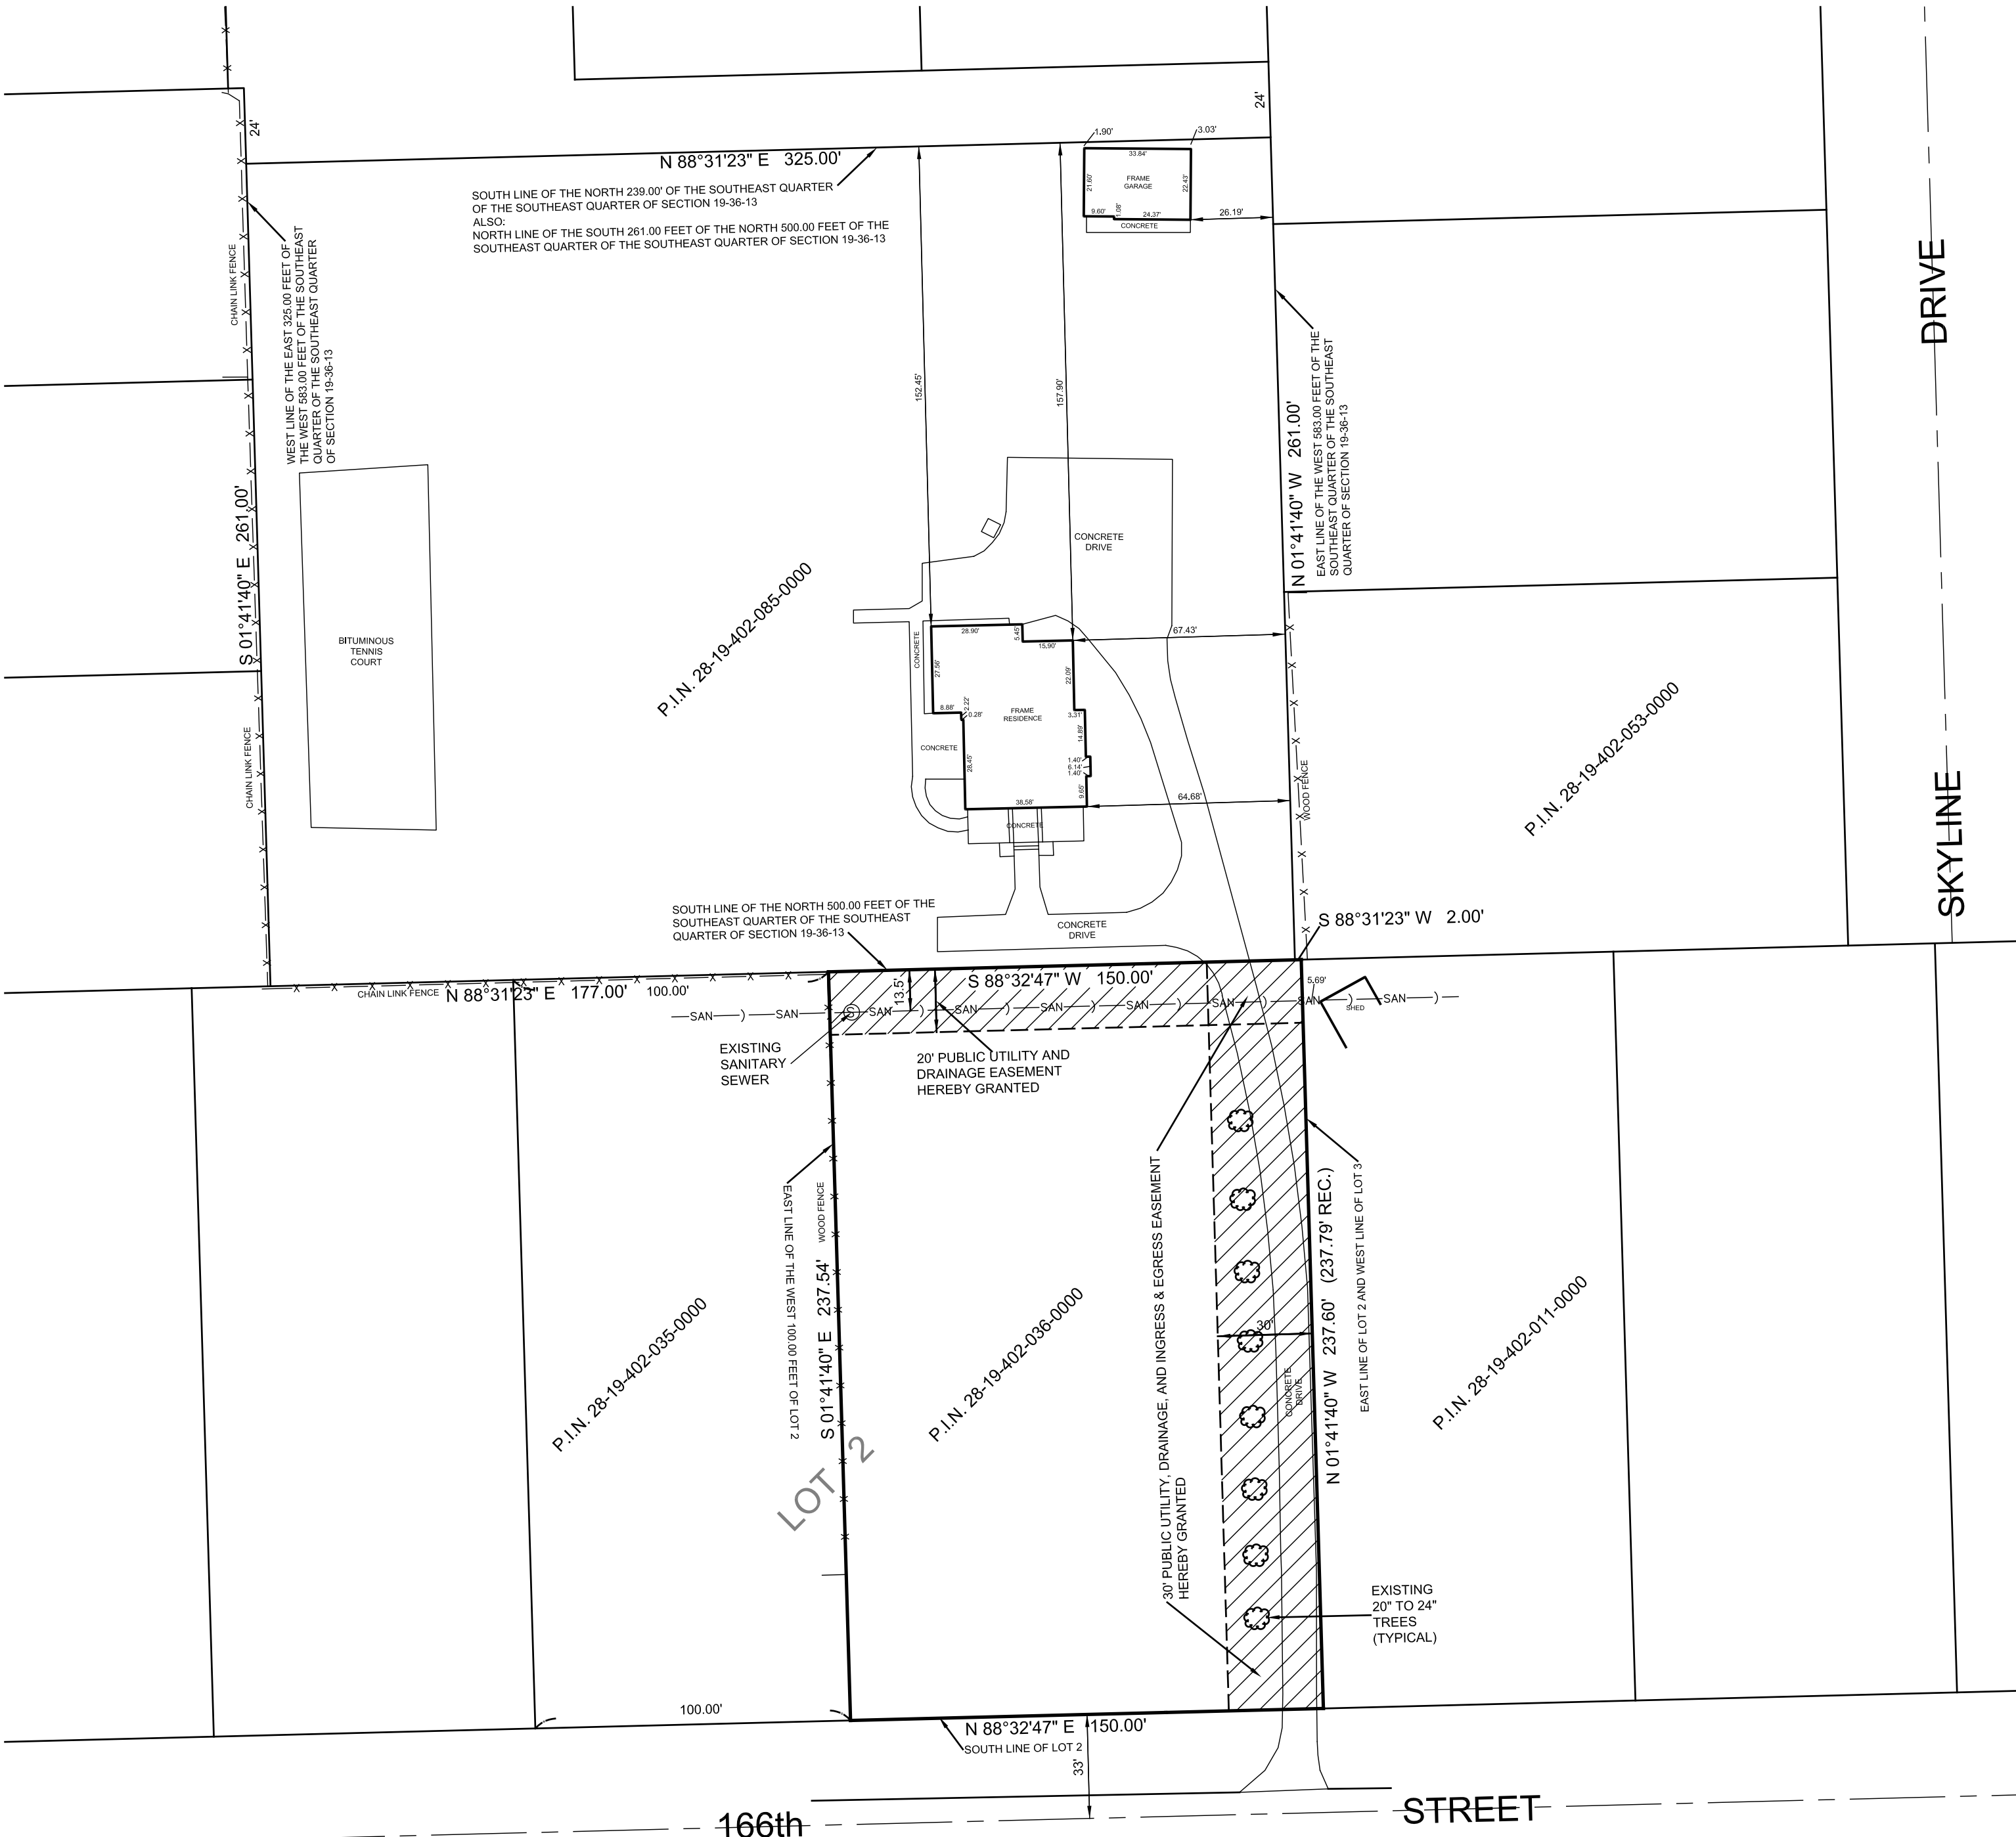 24'
24'
1.90'
3.03'
N 88°31'23" E 325.00'
33.84'
FRAME
GARAGE
21.60'
22.43'
9.60'
1.08'
24.37'
26.19'
CONCRETE
SOUTH LINE OF THE NORTH 239.00' OF THE SOUTHEAST QUARTER
OF THE SOUTHEAST QUARTER OF SECTION 19-36-13
ALSO:
NORTH LINE OF THE SOUTH 261.00 FEET OF THE NORTH 500.00 FEET OF THE
SOUTHEAST QUARTER OF THE SOUTHEAST QUARTER OF SECTION 19-36-13
CHAIN LINK FENCE
WEST LINE OF THE EAST 325.00 FEET OF
THE WEST 583.00 FEET OF THE SOUTHEAST
QUARTER OF THE SOUTHEAST QUARTER
OF SECTION 19-36-13
152.45'
157.90'
N 01°41'40" W 261.00'
EAST LINE OF THE WEST 583.00 FEET OF THE
SOUTHEAST QUARTER OF THE SOUTHEAST
QUARTER OF SECTION 19-36-13
SKYLINE DRIVE
S 01°41'40" E 261.00'
BITUMINOUS
TENNIS
COURT
P.I.N. 28-19-402-085-0000
CONCRETE
DRIVE
CONCRETE
28.90'
5.45'
15.90'
67.43'
27.56'
22.09'
8.88'
2.22'
0.28'
FRAME
RESIDENCE
3.31'
14.89'
CONCRETE
28.45'
1.40'
6.14'
1.40'
9.65'
38.58'
64.68'
CONCRETE
WOOD FENCE
P.I.N. 28-19-402-053-0000
CHAIN LINK FENCE
SOUTH LINE OF THE NORTH 500.00 FEET OF THE
SOUTHEAST QUARTER OF THE SOUTHEAST
QUARTER OF SECTION 19-36-13
CONCRETE
DRIVE
S 88°31'23" W 2.00'
CHAIN LINK FENCE
N 88°31'23" E 177.00'
100.00'
13.5'
S 88°32'47" W 150.00'
5.69'
SHED
SAN SAN SAN SAN SAN SAN SAN SAN SAN
EXISTING
SANITARY
SEWER
20' PUBLIC UTILITY AND
DRAINAGE EASEMENT
HEREBY GRANTED
EAST LINE OF THE WEST 100.00 FEET OF LOT 2
WOOD FENCE
S 01°41'40" E 237.54'
30' PUBLIC UTILITY, DRAINAGE, AND INGRESS & EGRESS EASEMENT
HEREBY GRANTED
30'
CONCRETE
DRIVE
N 01°41'40" W 237.60' (237.79' REC.)
EAST LINE OF LOT 2 AND WEST LINE OF LOT 3
P.I.N. 28-19-402-035-0000
P.I.N. 28-19-402-036-0000
P.I.N. 28-19-402-011-0000
LOT 2
EXISTING
20" TO 24"
TREES
(TYPICAL)
100.00'
N 88°32'47" E 150.00'
SOUTH LINE OF LOT 2
33'
166th STREET